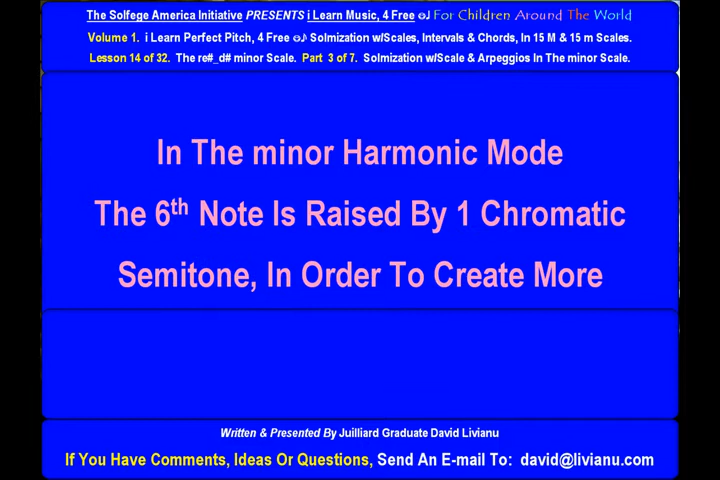 The Solfege America Initiative PRESENTS i Learn Music, 4 Free For Children Around The World
Volume 1. i Learn Perfect Pitch, 4 Free Solmization w/Scales, Intervals & Chords, In 15 M & 15 m Scales.
Lesson 14 of 32. The re#_d# minor Scale. Part 3 of 7. Solmization w/Scale & Arpeggios In The minor Scale.
In The minor Harmonic Mode
The 6th Note Is Raised By 1 Chromatic
Semitone, In Order To Create More
Written & Presented By Juilliard Graduate David Livianu
If You Have Comments, Ideas Or Questions, Send An E-mail To: david@livianu.com